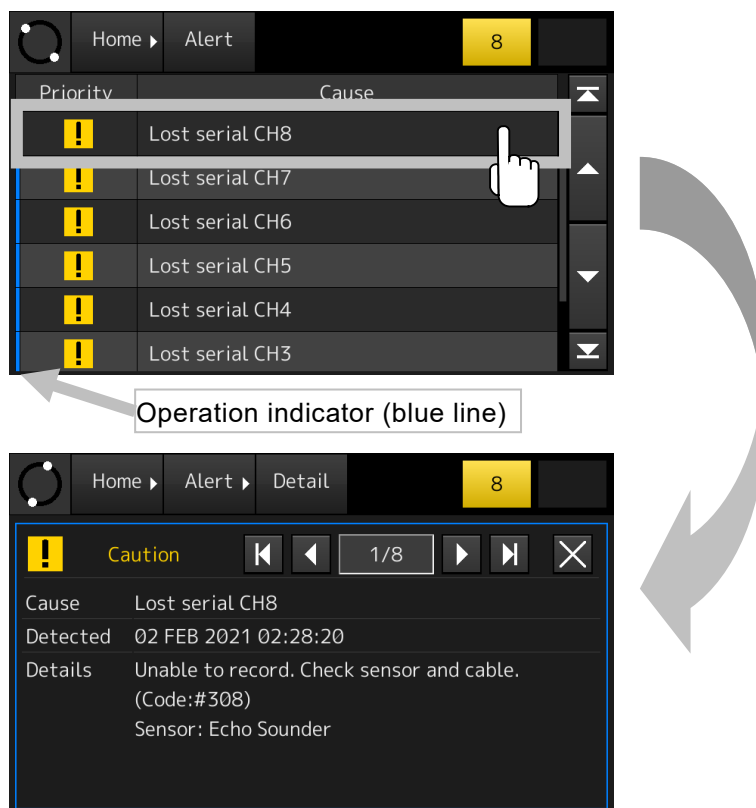 Home Alert 8
Priority Cause
Lost serial CH8
Lost serial CH7
Lost serial CH6
Lost serial CH5
Lost serial CH4
Lost serial CH3
Operation indicator (blue line)
Home Alert Detail 8
Caution 1/8
Cause Lost serial CH8
Detected 02 FEB 2021 02:28:20
Details Unable to record. Check sensor and cable.
(Code:#308)
Sensor: Echo Sounder